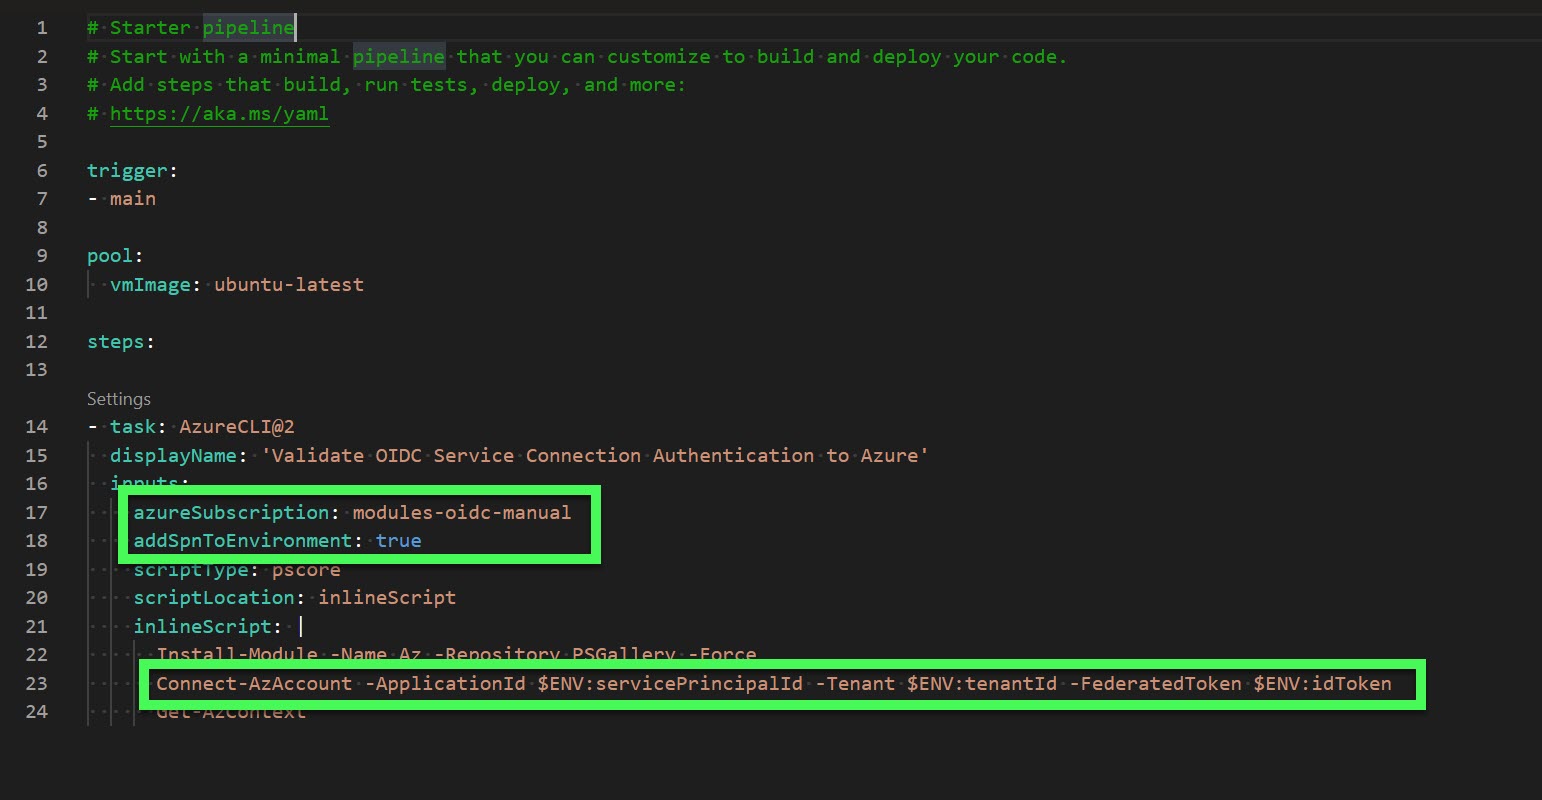 1 # Starter pipeline
2 # Start with a minimal pipeline that you can customize to build and deploy your code.
3 # Add steps that build, run tests, deploy, and more:
4 # https://aka.ms/yaml
5
6 trigger:
7 - main
8
9 pool:
10 vmImage: ubuntu-latest
11
12 steps:
13
Settings
14 - task: AzureCLI@2
15 displayName: 'Validate OIDC Service Connection Authentication to Azure'
16 inputs:
17 azureSubscription: modules-oidc-manual
18 addSpnToEnvironment: true
19 scriptType: pscore
20 scriptLocation: inlineScript
21 inlineScript: |
22 Install-Module -Name Az -Repository PSGallery -Force
23 Connect-AzAccount -ApplicationId $ENV:servicePrincipalId -Tenant $ENV:tenantId -FederatedToken $ENV:idToken
24 Get-AzContext